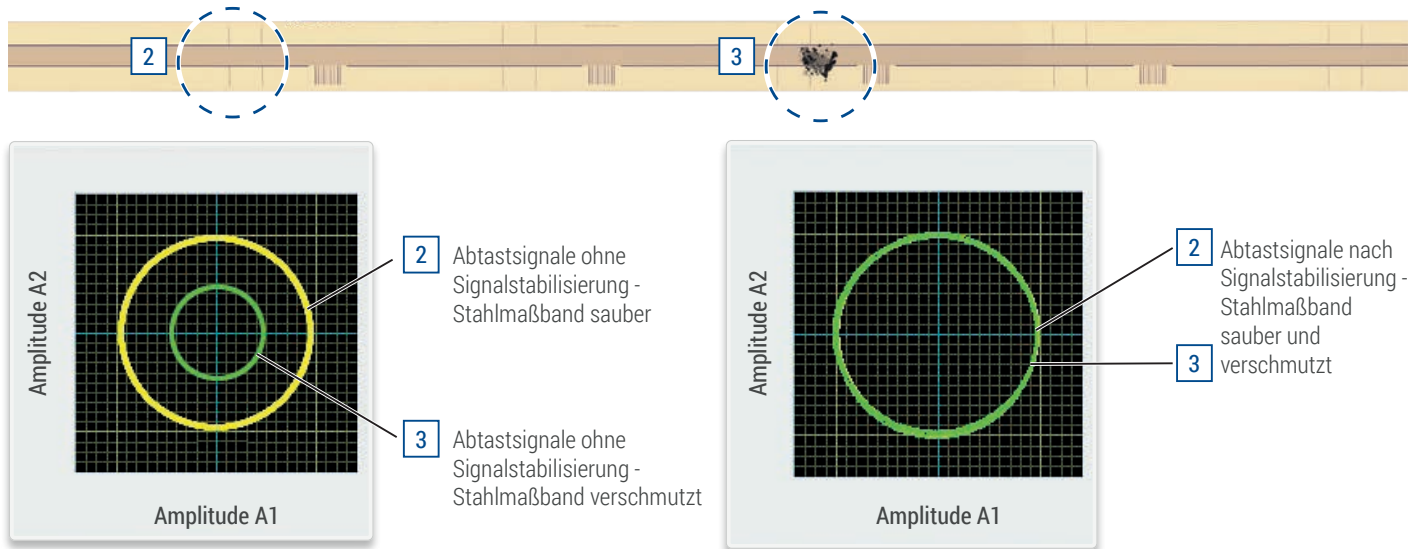 2
3
Amplitude A2
Amplitude A1
2
Abtastsignale ohne
Signalstabilisierung -
Stahlmaßband sauber
3
Abtastsignale ohne
Signalstabilisierung -
Stahlmaßband verschmutzt
Amplitude A2
Amplitude A1
2
Abtastsignale nach
Signalstabilisierung -
Stahlmaßband
sauber und
3
verschmutzt